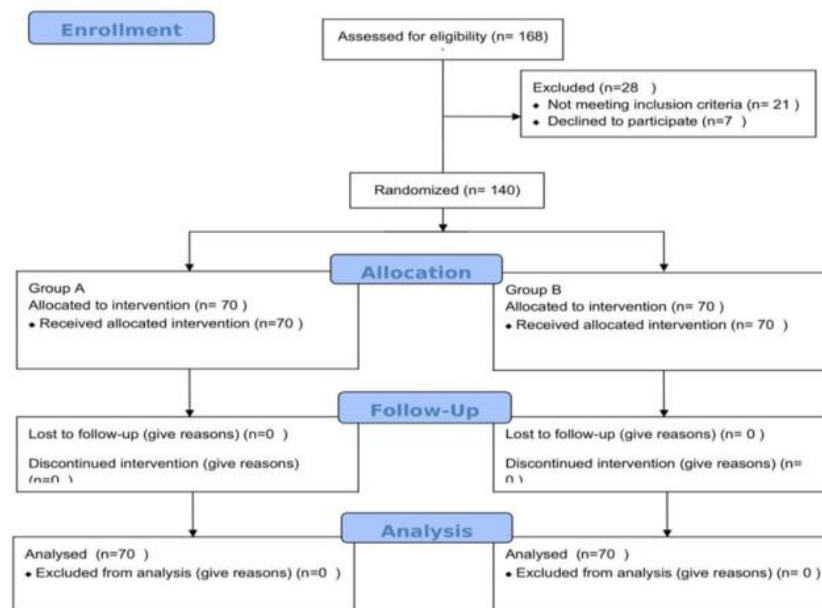 Enrollment
Assessed for eligibility (n= 168)
Excluded (n=28 )
⬥ Not meeting inclusion criteria (n= 21 )
⬥ Declined to participate (n=7 )
Randomized (n= 140)
Allocation
Group A
Allocated to intervention (n= 70 )
⬥ Received allocated intervention (n=70 )
Group B
Allocated to intervention (n= 70 )
⬥ Received allocated intervention (n= 70 )
Follow-Up
Lost to follow-up (give reasons) (n=0 )
Discontinued intervention (give reasons)
(n=0 )
Lost to follow-up (give reasons) (n= 0 )
Discontinued intervention (give reasons) (n=
0 )
Analysis
Analysed (n=70 )
⬥ Excluded from analysis (give reasons) (n=0 )
Analysed (n=70 )
⬥ Excluded from analysis (give reasons) (n= 0 )